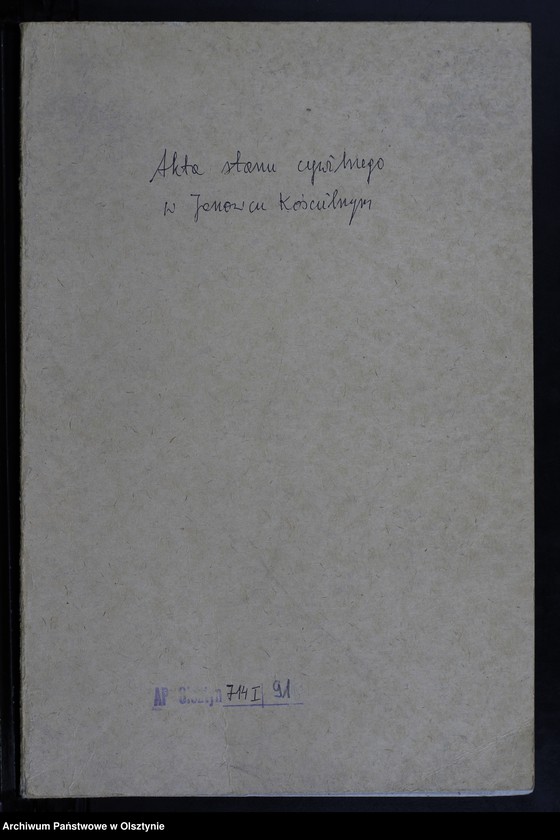 Akta stanu cywilnego
w Janowcu Kościelnym
AP Olsztyn 714 I/ 91
Archiwum Państwowe w Olsztynie